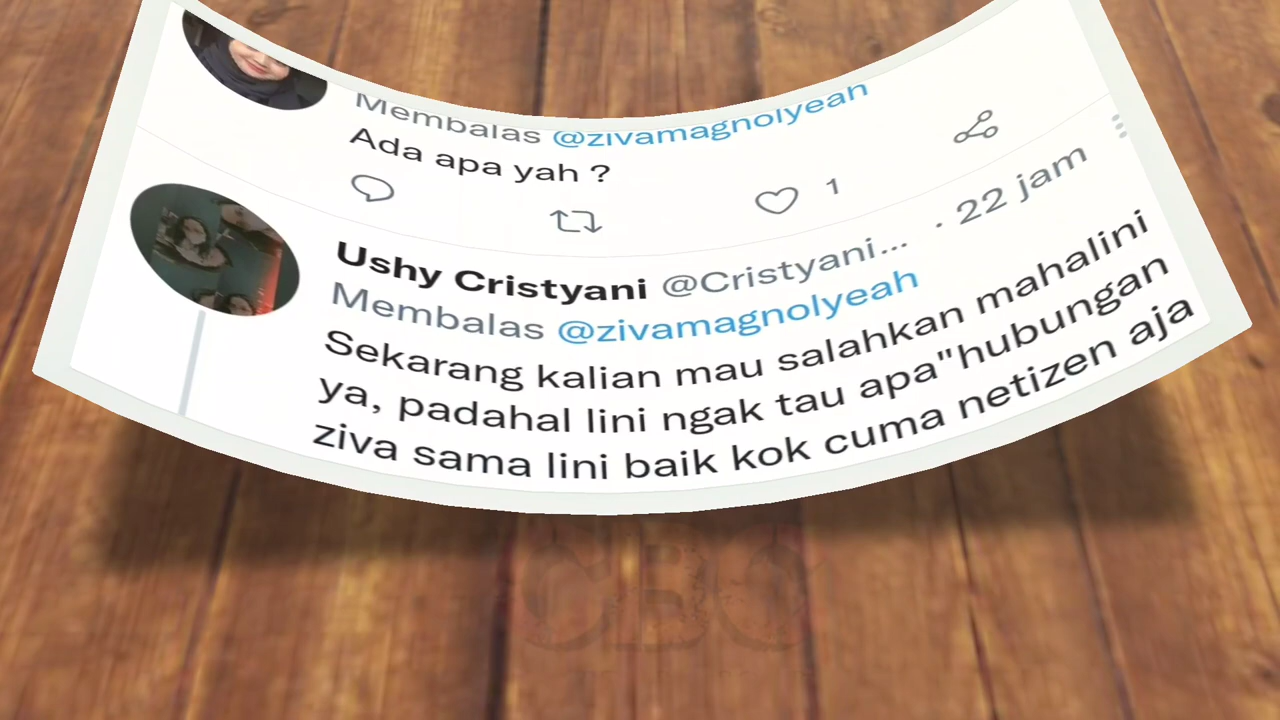 Membalas @zivamagnolyeah
Ada apa yah ?
1
Ushy Cristyani @Cristyani... · 22 jam
Membalas @zivamagnolyeah
Sekarang kalian mau salahkan mahalini
ya, padahal lini ngak tau apa"hubungan
ziva sama lini baik kok cuma netizen aja
CBC